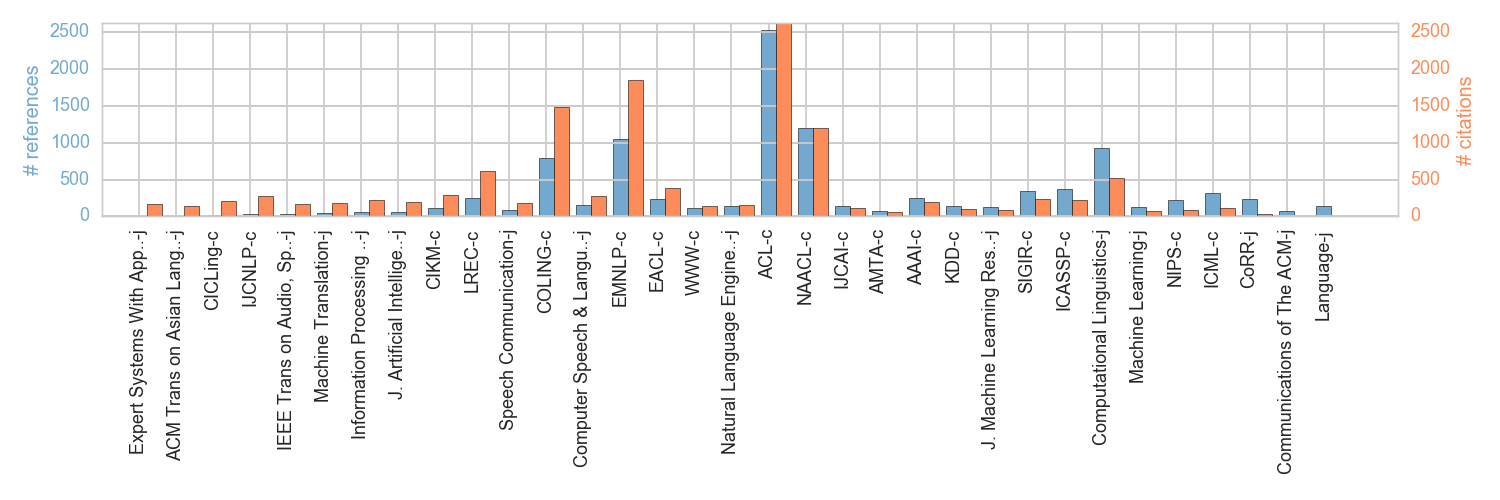 # references
2500
2000
1500
1000
500
0
2500
2000
1500
1000
500
0
# citations
Expert Systems With App..-j
ACM Trans on Asian Lang..-j
CICLing-c
IJCNLP-c
IEEE Trans on Audio, Sp..-j
Machine Translation-j
Information Processing ..-j
J. Artificial Intellige..-j
CIKM-c
LREC-c
Speech Communication-j
COLING-c
Computer Speech & Langu..-j
EMNLP-c
EACL-c
WWW-c
Natural Language Engine..-j
ACL-c
NAACL-c
IJCAI-c
AMTA-c
AAAI-c
KDD-c
J. Machine Learning Res..-j
SIGIR-c
ICASSP-c
Computational Linguistics-j
Machine Learning-j
NIPS-c
ICML-c
CoRR-j
Communications of The ACM-j
Language-j